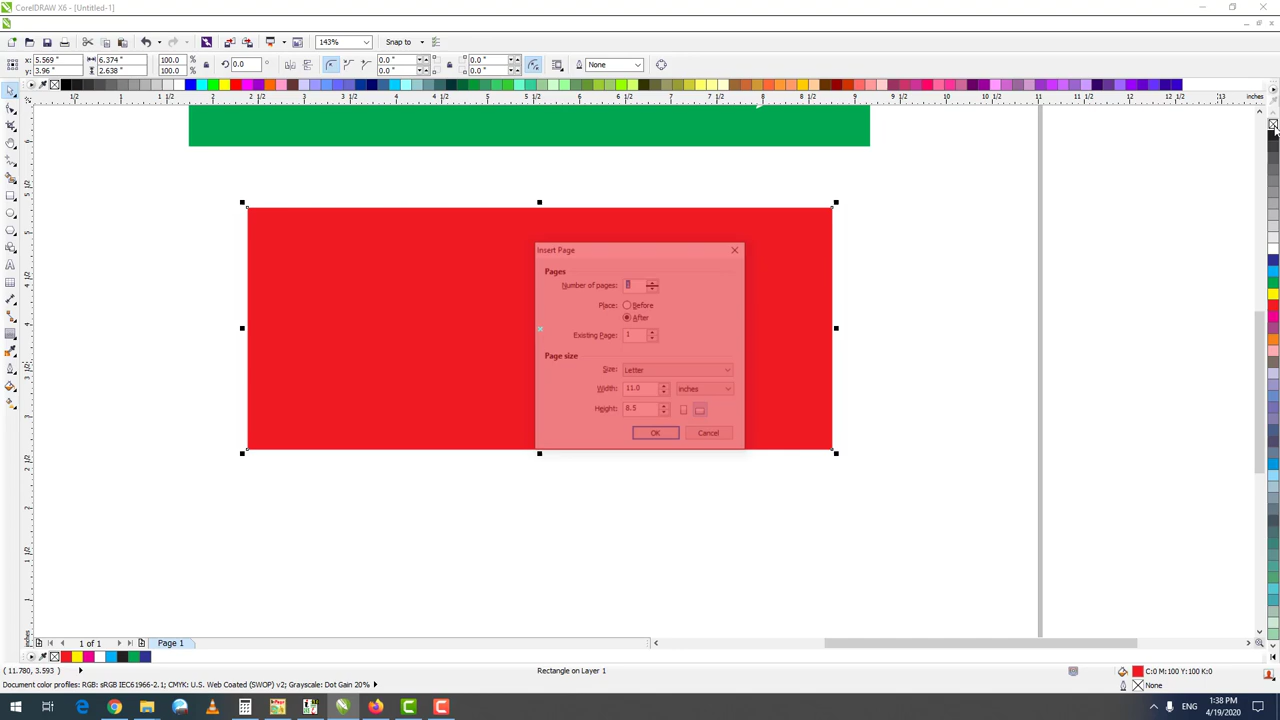 CorelDRAW X6 - [Untitled-1]
143%
Snap to
x: 5.569 "
y: 3.96 "
6.374 "
2.638 "
100.0 %
100.0 %
0.0 °
0.0 "
0.0 "
0.0 "
0.0 "
None
inches
Insert Page
Pages
Number of pages:
Place: Before
After
Existing Page: 1
Page size
Size: Letter
Width: 11.0 inches
Height: 8.5
OK Cancel
1 of 1
Page 1
(11.780, 3.593)
Rectangle on Layer 1
C:0 M:100 Y:100 K:0
None
Document color profiles: RGB: sRGB IEC61966-2.1; CMYK: U.S. Web Coated (SWOP) v2; Grayscale: Dot Gain 20%
ENG
1:38 PM
4/19/2020